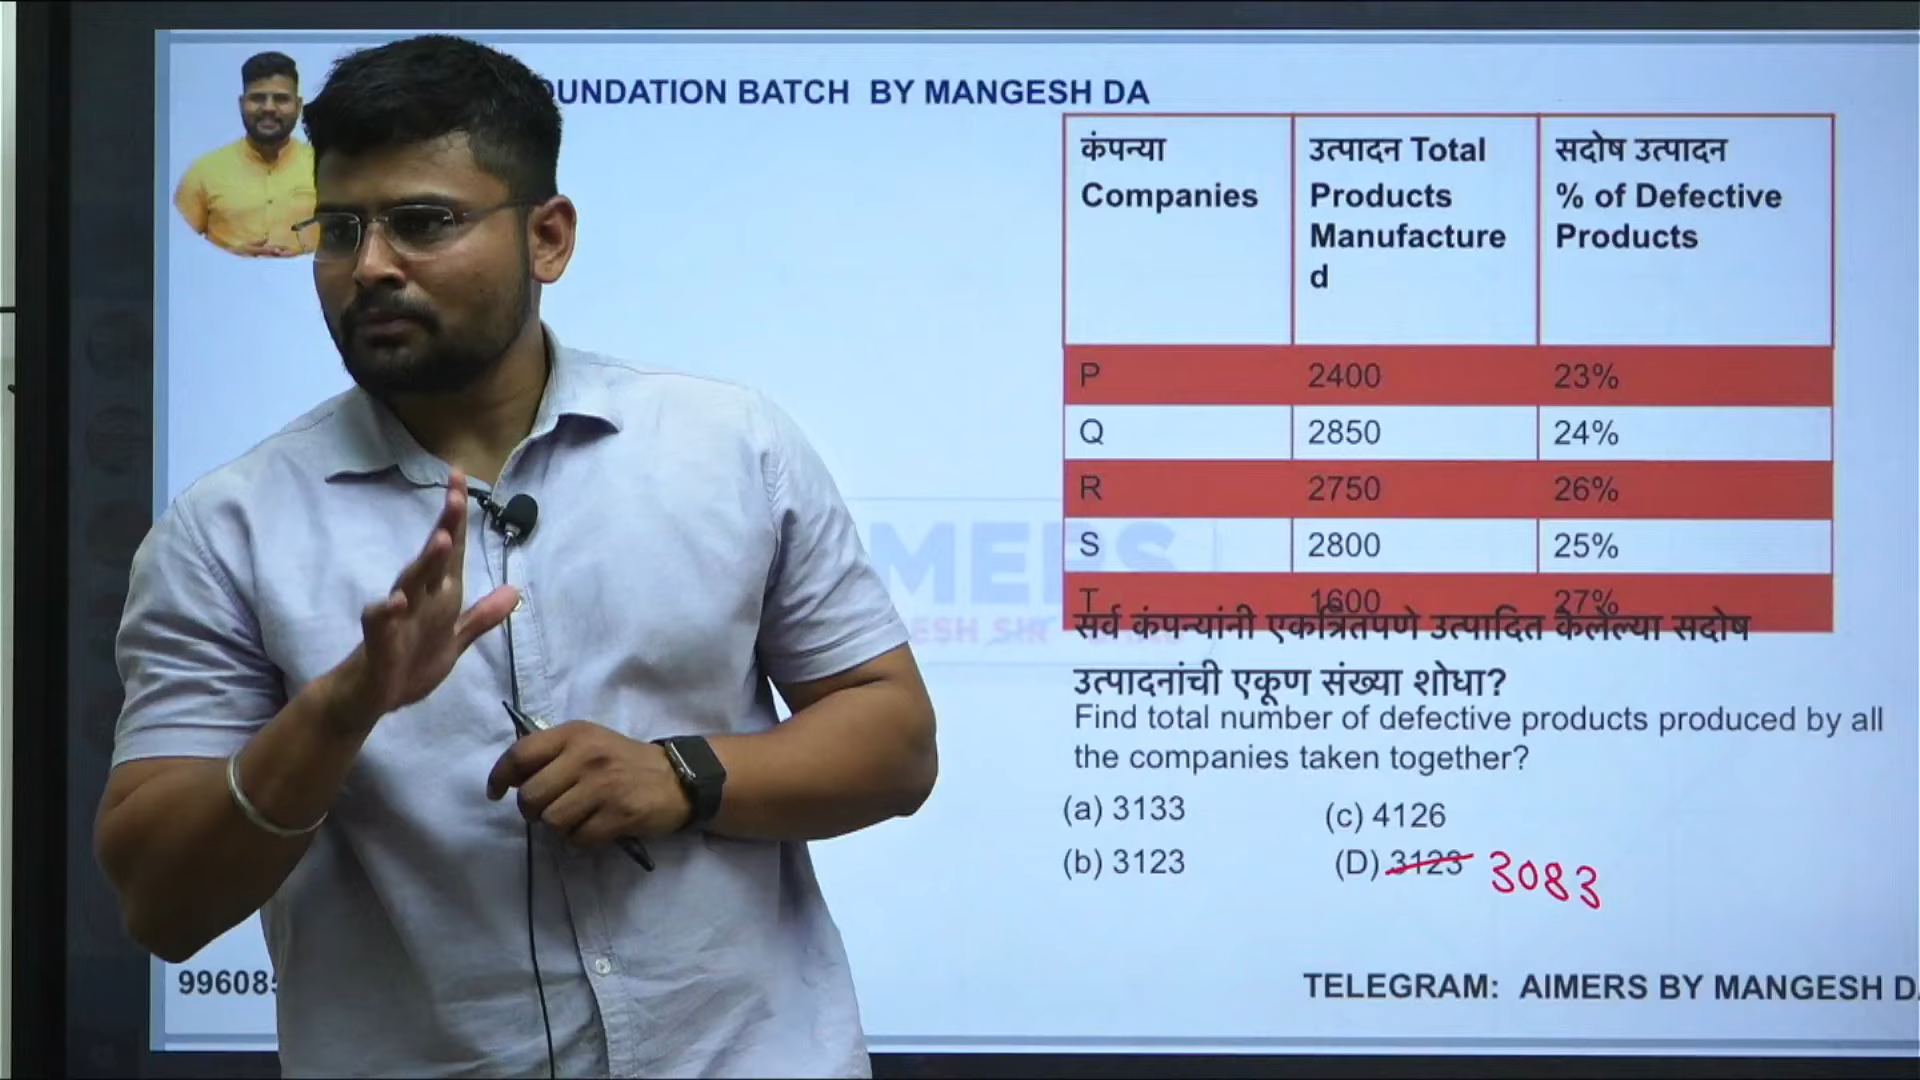 OUNDATION BATCH BY MANGESH DA
कंपन्या
Companies
उत्पादन Total
Products
Manufacture
d
सदोष उत्पादन
% of Defective
Products
P 2400 23%
Q 2850 24%
R 2750 26%
S 2800 25%
T 1600 27%
सर्व कंपन्यांनी एकत्रितपणे उत्पादित केलेल्या सदोष
उत्पादनांची एकूण संख्या शोधा?
Find total number of defective products produced by all
the companies taken together?
(a) 3133 (c) 4126
(b) 3123 (D) 3123 3083
99608
TELEGRAM: AIMERS BY MANGESH D